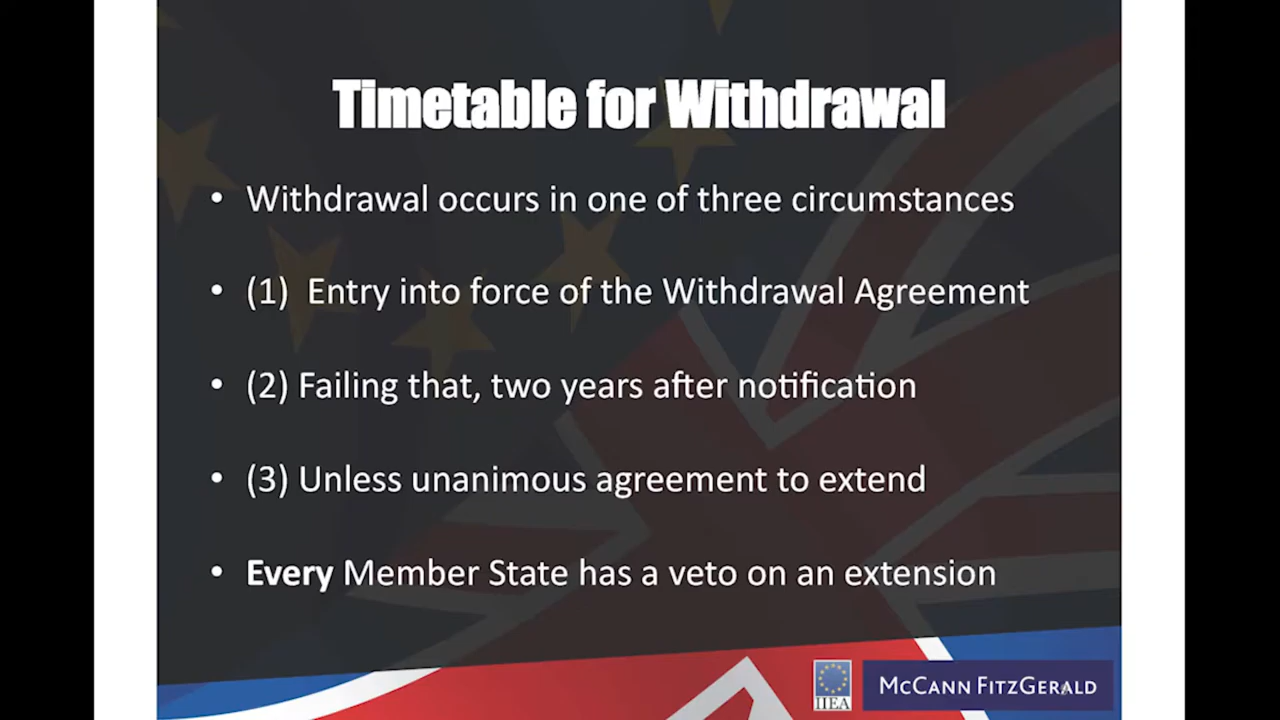 Timetable for Withdrawal
• Withdrawal occurs in one of three circumstances
• (1) Entry into force of the Withdrawal Agreement
• (2) Failing that, two years after notification
• (3) Unless unanimous agreement to extend
• Every Member State has a veto on an extension
IIEA
MCCANN FITZGERALD